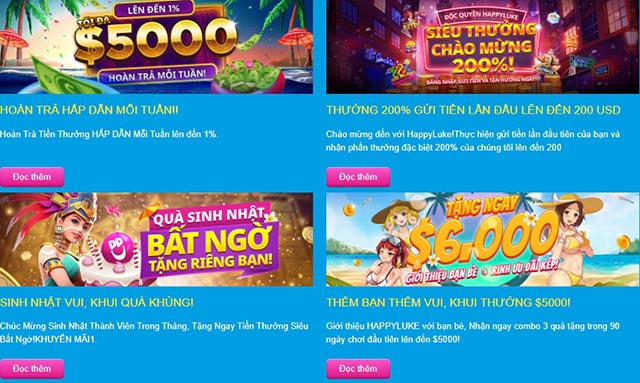 LÊN ĐẾN 1%
TỐI ĐA
$5000
HOÀN TRẢ MỖI TUẦN!
ĐỘC QUYỀN HAPPYLUKE
SIÊU THƯỞNG
CHÀO MỪNG
200%!
ĐĂNG NHẬP, GỬI TIỀN VÀ TẬN HƯỞNG NGAY!
HOÀN TRẢ HẤP DẪN MỖI TUẦN!!
Hoàn Trả Tiền Thưởng HẤP DẪN Mỗi Tuần lên đến 1%.
Đọc thêm
THƯỞNG 200% GỬI TIỀN LẦN ĐẦU LÊN ĐẾN 200 USD
Chào mừng đến với HappyLuke!Thực hiện gửi tiền lần đầu tiên của bạn và
nhận phần thưởng đặc biệt 200% của chúng tôi lên đến 200
Đọc thêm
QUÀ SINH NHẬT,
BẤT NGỜ
TẶNG RIÊNG BẠN!
TẶNG NGAY
$6.000
GIỚI THIỆU BẠN BÈ RINH ƯU ĐÃI KÉP!
SINH NHẬT VUI, KHUI QUÀ KHỦNG!
Chúc Mừng Sinh Nhật Thành Viên Trong Tháng, Tặng Ngay Tiền Thưởng Siêu
Bất Ngờ!KHUYẾN MÃI1.
Đọc thêm
THÊM BẠN THÊM VUI, KHUI THƯỞNG $5000!
Giới thiệu HAPPYLUKE với bạn bè, Nhận ngay combo 3 quà tặng trong 90
ngày chơi đầu tiên lên đến $5000!
Đọc thêm